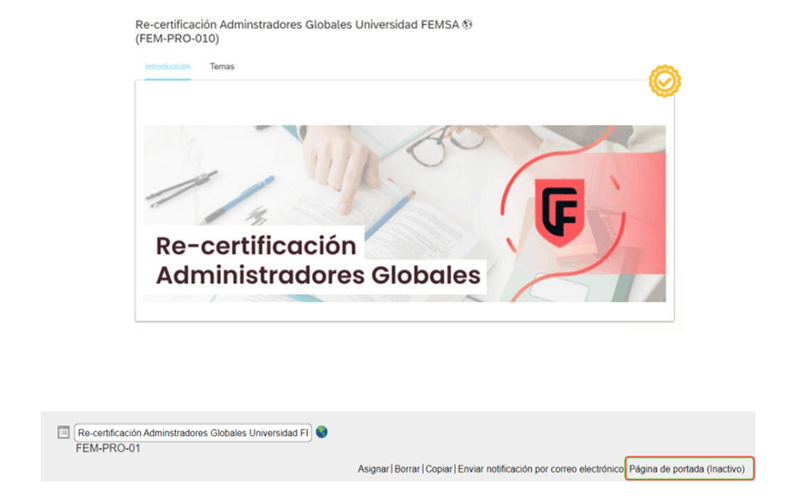 Re-certificación Adminstradores Globales Universidad FEMSA
(FEM-PRO-010)
Introducción Temas
Re-certificación
Administradores Globales
Re-certificación Adminstradores Globales Universidad FI
FEM-PRO-01
Asignar| Borrar| Copiar| Enviar notificación por correo electrónico Página de portada (Inactivo)